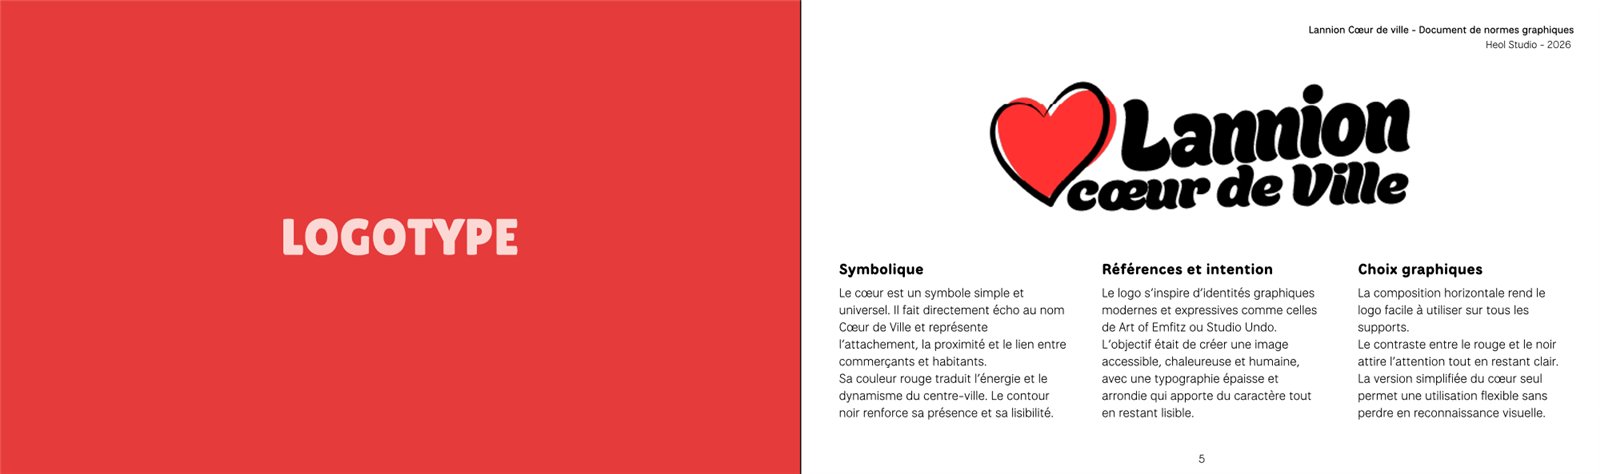 LOGOTYPE
Lannion Cœur de ville - Document de normes graphiques
Heol Studio - 2026
Lannion
cœur de Ville
Symbolique
Le cœur est un symbole simple et
universel. Il fait directement écho au nom
Cœur de Ville et représente
l'attachement, la proximité et le lien entre
commerçants et habitants.
Sa couleur rouge traduit l'énergie et le
dynamisme du centre-ville. Le contour
noir renforce sa présence et sa lisibilité.
Références et intention
Le logo s'inspire d'identités graphiques
modernes et expressives comme celles
de Art of Emfitz ou Studio Undo.
L'objectif était de créer une image
accessible, chaleureuse et humaine,
avec une typographie épaisse et
arrondie qui apporte du caractère tout
en restant lisible.
Choix graphiques
La composition horizontale rend le
logo facile à utiliser sur tous les
supports.
Le contraste entre le rouge et le noir
attire l'attention tout en restant clair.
La version simplifiée du cœur seul
permet une utilisation flexible sans
perdre en reconnaissance visuelle.
5